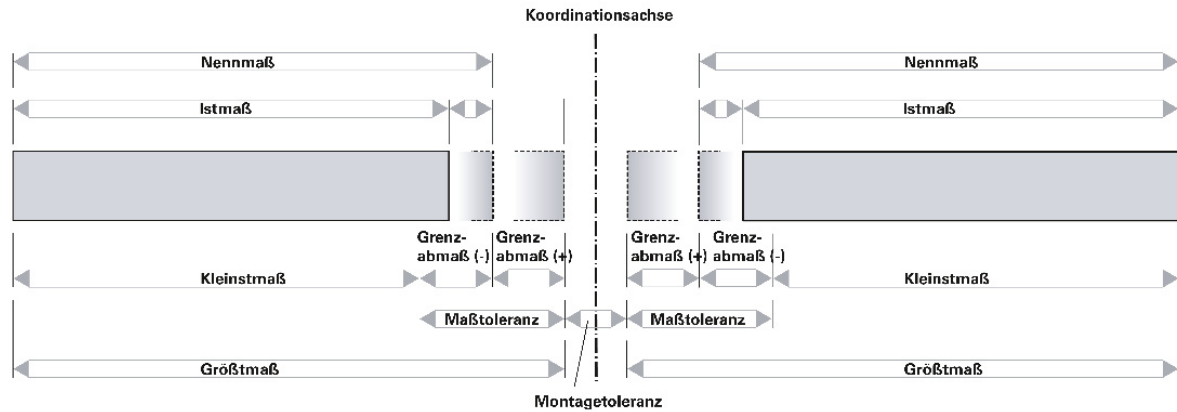 Koordinationsachse
Nennmaß Nennmaß
Istmaß Istmaß
Grenz- Grenz- Grenz- Grenz-
abmaß (-) abmaß (+) abmaß (+) abmaß (-)
Kleinstmaß Kleinstmaß
Maßtoleranz Maßtoleranz
Größtmaß Größtmaß
Montagetoleranz